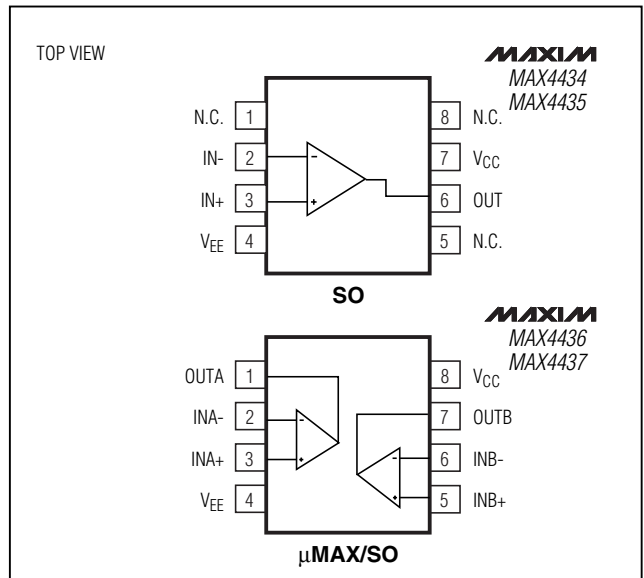 TOP VIEW
MAXIM
MAX4434
MAX4435
N.C. 1
8 N.C.
IN- 2
7 VCC
IN+ 3
6 OUT
VEE 4
5 N.C.
- +
SO
MAXIM
MAX4436
MAX4437
OUTA 1
8 VCC
INA- 2
7 OUTB
INA+ 3
6 INB-
VEE 4
5 INB+
- +
- +
µMAX/SO